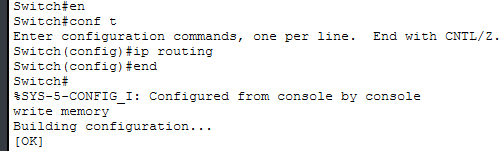 Switch#en
Switch#conf t
Enter configuration commands, one per line.  End with CNTL/Z.
Switch(config)#ip routing
Switch(config)#end
Switch#
%SYS-5-CONFIG_I: Configured from console by console
write memory
Building configuration...
[OK]